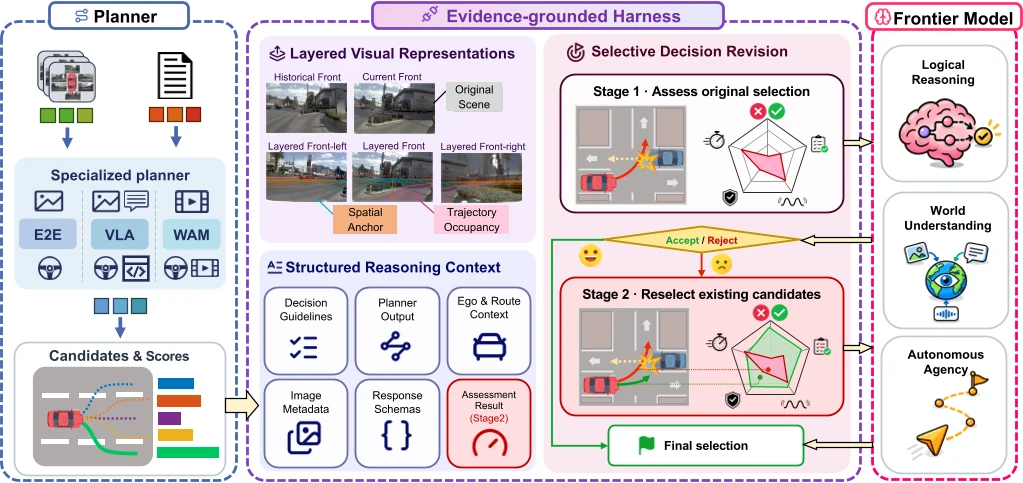 Planner
Evidence-grounded Harness
Frontier Model
Specialized planner
E2E
VLA
WAM
Candidates & Scores
Layered Visual Representations
Historical Front
Current Front
Original
Scene
Layered Front-left
Layered Front
Layered Front-right
Spatial
Anchor
Trajectory
Occupancy
Structured Reasoning Context
Decision
Guidelines
Planner
Output
Ego & Route
Context
Image
Metadata
Response
Schemas
Assessment
Result
(Stage2)
Selective Decision Revision
Stage 1 · Assess original selection
Accept / Reject
Stage 2 · Reselect existing candidates
Final selection
Logical
Reasoning
World
Understanding
Autonomous
Agency